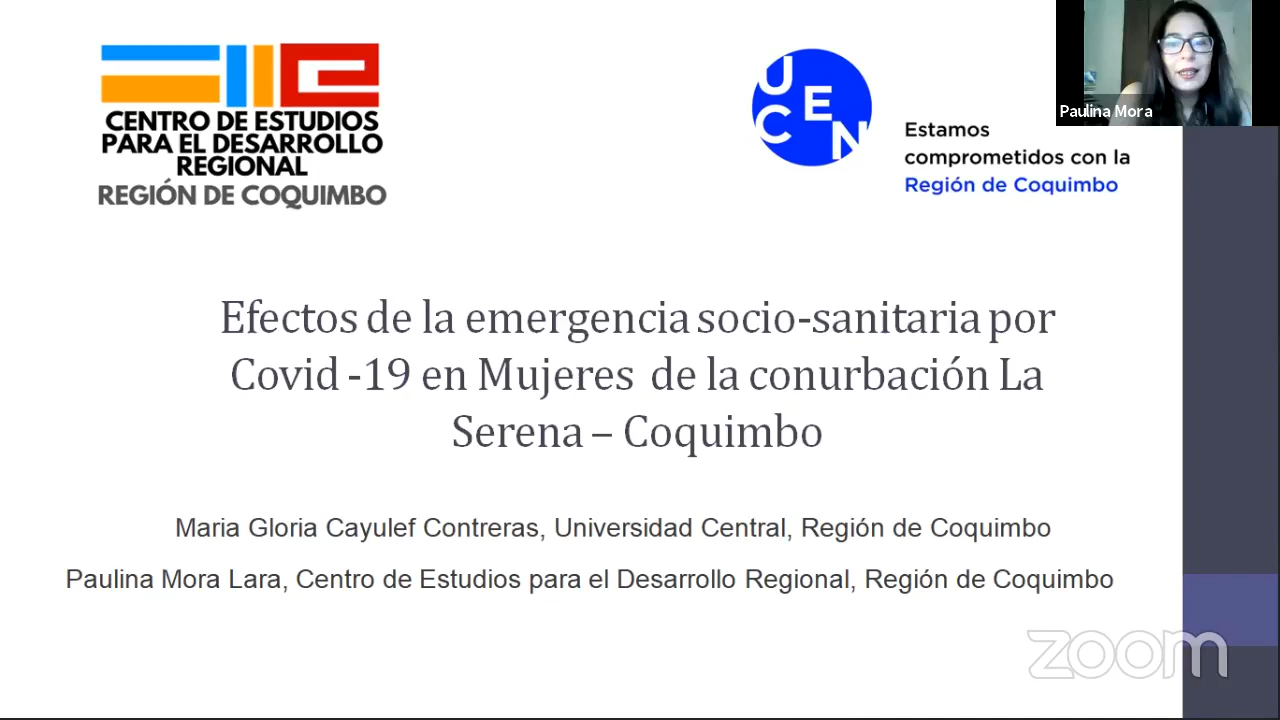 CENTRO DE ESTUDIOS
PARA EL DESARROLLO
REGIONAL
REGIÓN DE COQUIMBO
UCEN
Estamos
comprometidos con la
Región de Coquimbo
Paulina Mora
Efectos de la emergencia socio-sanitaria por
Covid -19 en Mujeres de la conurbación La
Serena – Coquimbo
Maria Gloria Cayulef Contreras, Universidad Central, Región de Coquimbo
Paulina Mora Lara, Centro de Estudios para el Desarrollo Regional, Región de Coquimbo
zoom